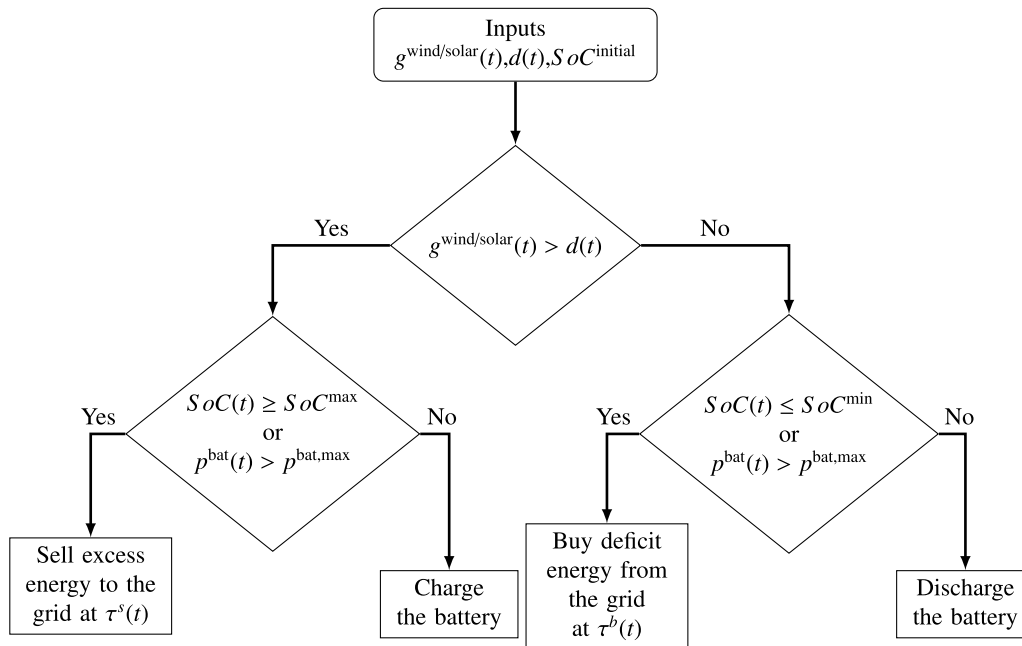 Inputs
g^wind/solar(t),d(t),SoC^initial
Yes
No
g^wind/solar(t) > d(t)
Yes
SoC(t) ≥ SoC^max
or
p^bat(t) > p^bat,max
No
Yes
SoC(t) ≤ SoC^min
or
p^bat(t) > p^bat,max
No
Sell excess
energy to the
grid at τ^s(t)
Charge
the battery
Buy deficit
energy from
the grid
at τ^b(t)
Discharge
the battery